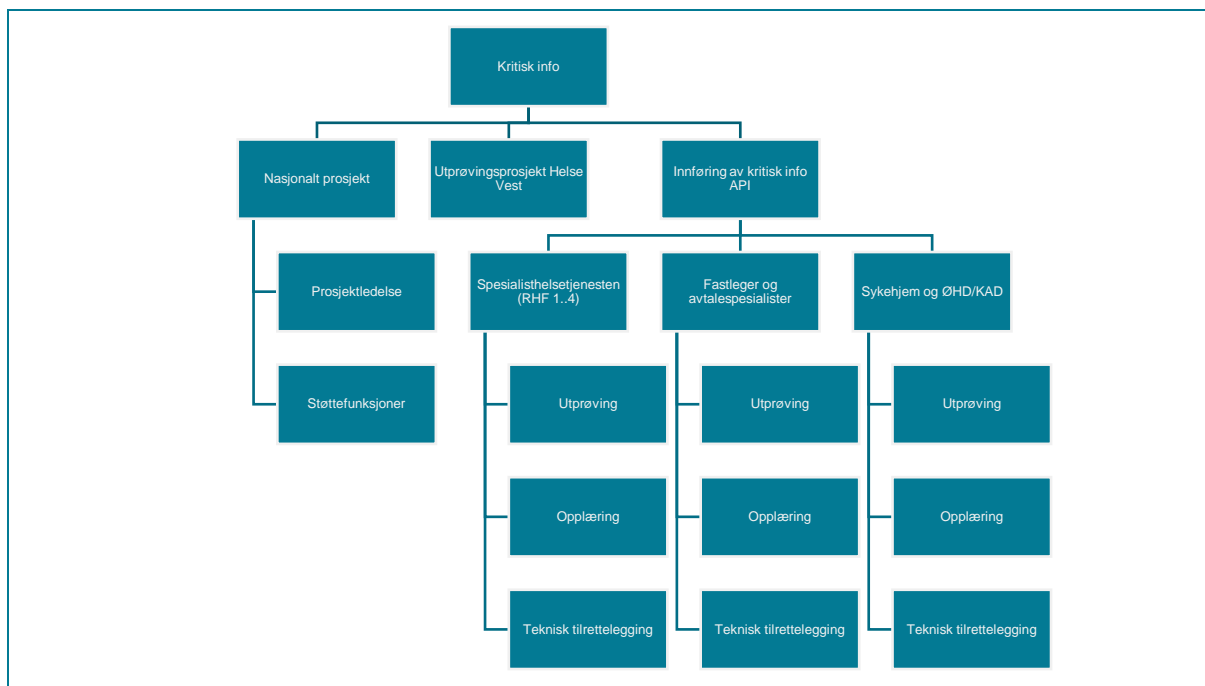 Kritisk info
Nasjonalt prosjekt
Utprøvingsprosjekt Helse
Vest
Innføring av kritisk info
API
Prosjektledelse
Spesialisthelsetjenesten
(RHF 1..4)
Fastleger og
avtalespesialister
Sykehjem og ØHD/KAD
Støttefunksjoner
Utprøving
Utprøving
Utprøving
Opplæring
Opplæring
Opplæring
Teknisk tilrettelegging
Teknisk tilrettelegging
Teknisk tilrettelegging